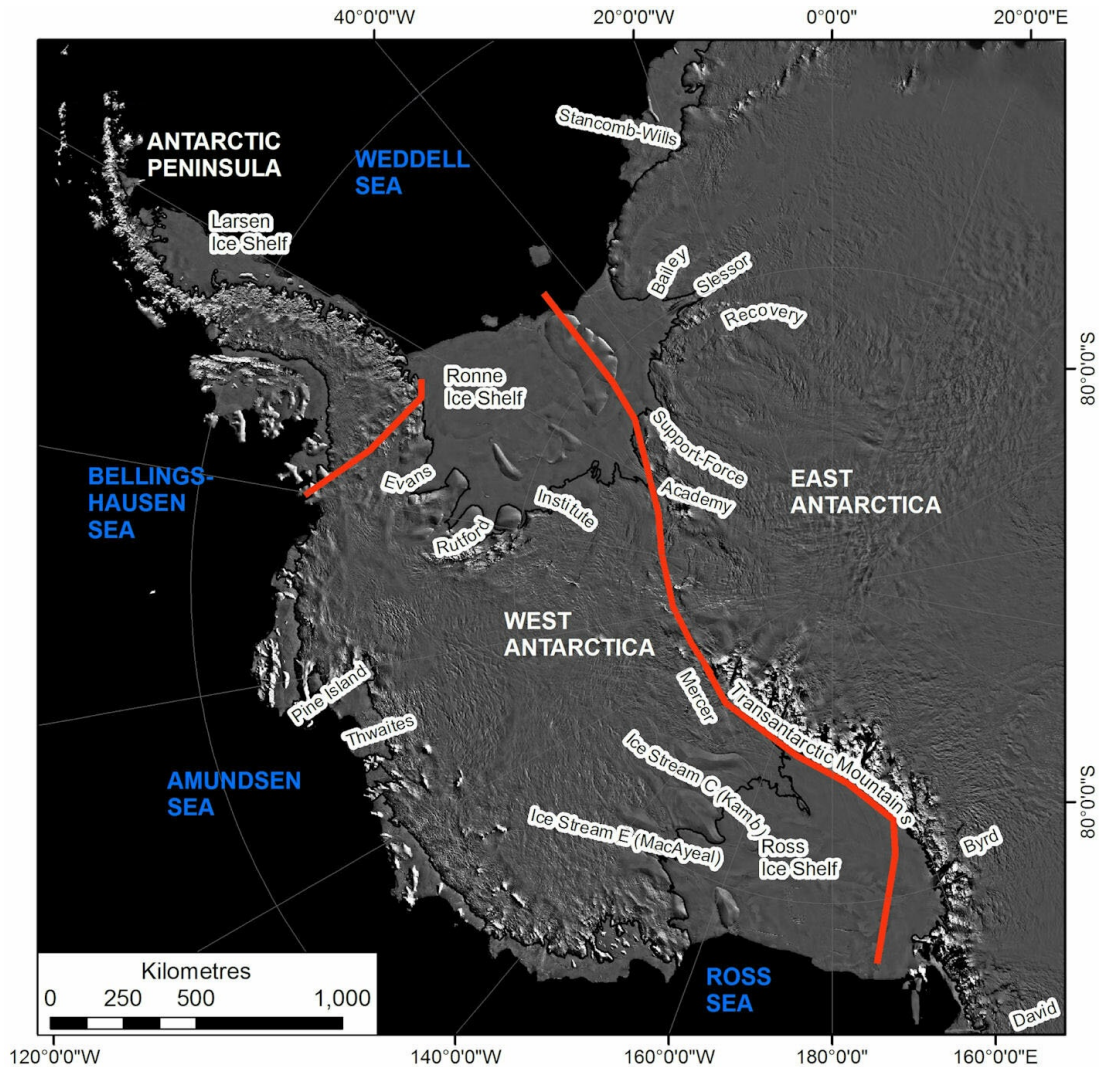 40°0'0"W
20°0'0"W
0°0'0"
20°0'0"E
Stancomb-Wills
ANTARCTIC
PENINSULA
WEDDELL
SEA
Larsen
Ice Shelf
Bailey
Slessor
Recovery
80°0'0"S
Ronne
Ice Shelf
Support-Force
Academy
Evans
Institute
Rutford
BELLINGS-
HAUSEN
SEA
EAST
ANTARCTICA
WEST
ANTARCTICA
Pine Island
Thwaites
Mercer
Transantarctic Mountains
AMUNDSEN
SEA
Ice Stream C (Kamb)
Ice Stream E (MacAyeal)
Ross
Ice Shelf
Byrd
80°0'0"S
ROSS
SEA
David
Kilometres
0 250 500 1,000
120°0'0"W
140°0'0"W
160°0'0"W
180°0'0"
160°0'0"E